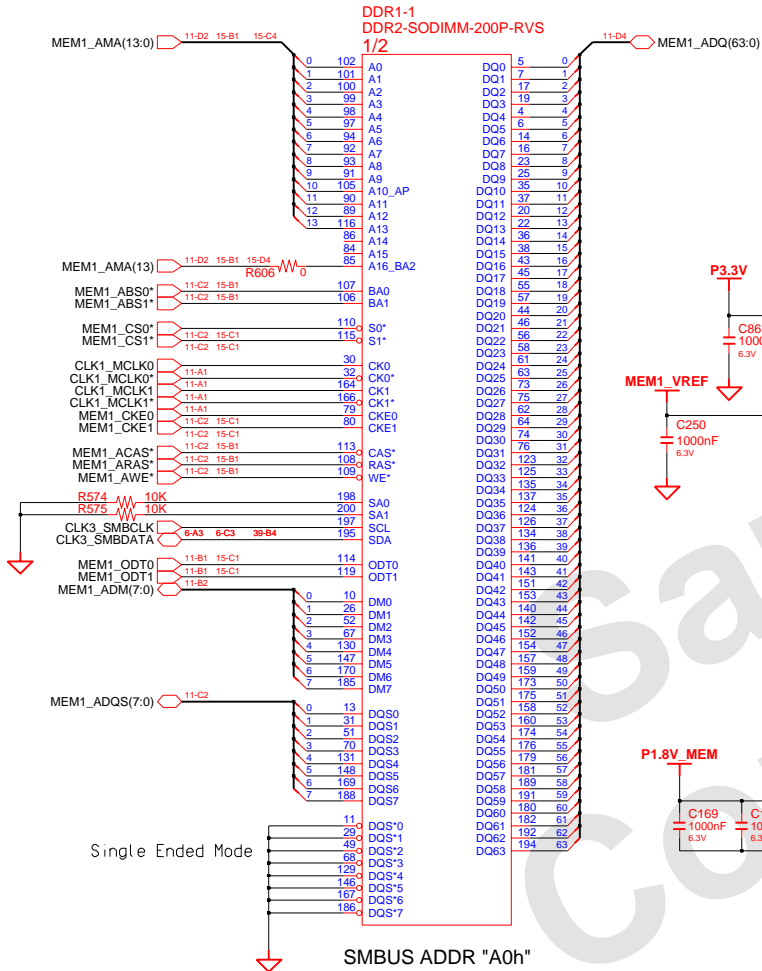 DDR1-1
DDR2-SODIMM-200P-RVS
1/2
MEM1_AMA(13:0) 11-D2 15-B1 15-C4
0 102 A0
1 101 A1
2 100 A2
3 99 A3
4 98 A4
5 97 A5
6 94 A6
7 92 A7
8 93 A8
9 91 A9
10 105 A10_AP
11 90 A11
12 89 A12
13 116 A13
86 A14
84 A15
MEM1_AMA(13) 11-D2 15-B1 15-D4 R606 0 85 A16_BA2
MEM1_ABS0* 11-C2 15-B1 107 BA0
MEM1_ABS1* 11-C2 15-B1 106 BA1
MEM1_CS0* 11-C2 15-C1 110 S0*
MEM1_CS1* 11-C2 15-C1 115 S1*
CLK1_MCLK0 11-A1 30 CK0
CLK1_MCLK0* 11-A1 32 CK0*
CLK1_MCLK1 11-A1 164 CK1
CLK1_MCLK1* 11-A1 166 CK1*
MEM1_CKE0 11-C2 15-C1 79 CKE0
MEM1_CKE1 11-C2 15-C1 80 CKE1
MEM1_ACAS* 11-C2 15-B1 113 CAS*
MEM1_ARAS* 11-C2 15-B1 108 RAS*
MEM1_AWE* 11-C2 15-B1 109 WE*
R574 10K 198 SA0
R575 10K 200 SA1
CLK3_SMBCLK 197 SCL
CLK3_SMBDATA 6-A3 6-C3 39-B4 195 SDA
MEM1_ODT0 11-B1 15-C1 114 ODT0
MEM1_ODT1 11-B1 15-C1 119 ODT1
MEM1_ADM(7:0) 11-B2
0 10 DM0
1 26 DM1
2 52 DM2
3 67 DM3
4 130 DM4
5 147 DM5
6 170 DM6
7 185 DM7
MEM1_ADQS(7:0) 11-C2
0 13 DQS0
1 31 DQS1
2 51 DQS2
3 70 DQS3
4 131 DQS4
5 148 DQS5
6 169 DQS6
7 188 DQS7
11 DQS*0
29 DQS*1
49 DQS*2
68 DQS*3
129 DQS*4
146 DQS*5
167 DQS*6
186 DQS*7
Single Ended Mode
SMBUS ADDR "A0h"
11-D4 MEM1_ADQ(63:0)
DQ0 5 0
DQ1 7 1
DQ2 17 2
DQ3 19 3
DQ4 4 4
DQ5 6 5
DQ6 14 6
DQ7 16 7
DQ8 23 8
DQ9 25 9
DQ10 35 10
DQ11 37 11
DQ12 20 12
DQ13 22 13
DQ14 36 14
DQ15 38 15
DQ16 43 16
DQ17 45 17
DQ18 55 18
DQ19 57 19
DQ20 44 20
DQ21 46 21
DQ22 56 22
DQ23 58 23
DQ24 61 24
DQ25 63 25
DQ26 73 26
DQ27 75 27
DQ28 62 28
DQ29 64 29
DQ30 74 30
DQ31 76 31
DQ32 123 32
DQ33 125 33
DQ34 135 34
DQ35 137 35
DQ36 124 36
DQ37 126 37
DQ38 134 38
DQ39 136 39
DQ40 141 40
DQ41 143 41
DQ42 151 42
DQ43 153 43
DQ44 140 44
DQ45 142 45
DQ46 152 46
DQ47 154 47
DQ48 157 48
DQ49 159 49
DQ50 173 50
DQ51 175 51
DQ52 158 52
DQ53 160 53
DQ54 174 54
DQ55 176 55
DQ56 179 56
DQ57 181 57
DQ58 189 58
DQ59 191 59
DQ60 180 60
DQ61 182 61
DQ62 192 62
DQ63 194 63
P3.3V
C86
6.3V
MEM1_VREF
C250
1000nF
6.3V
P1.8V_MEM
C169
1000nF
6.3V